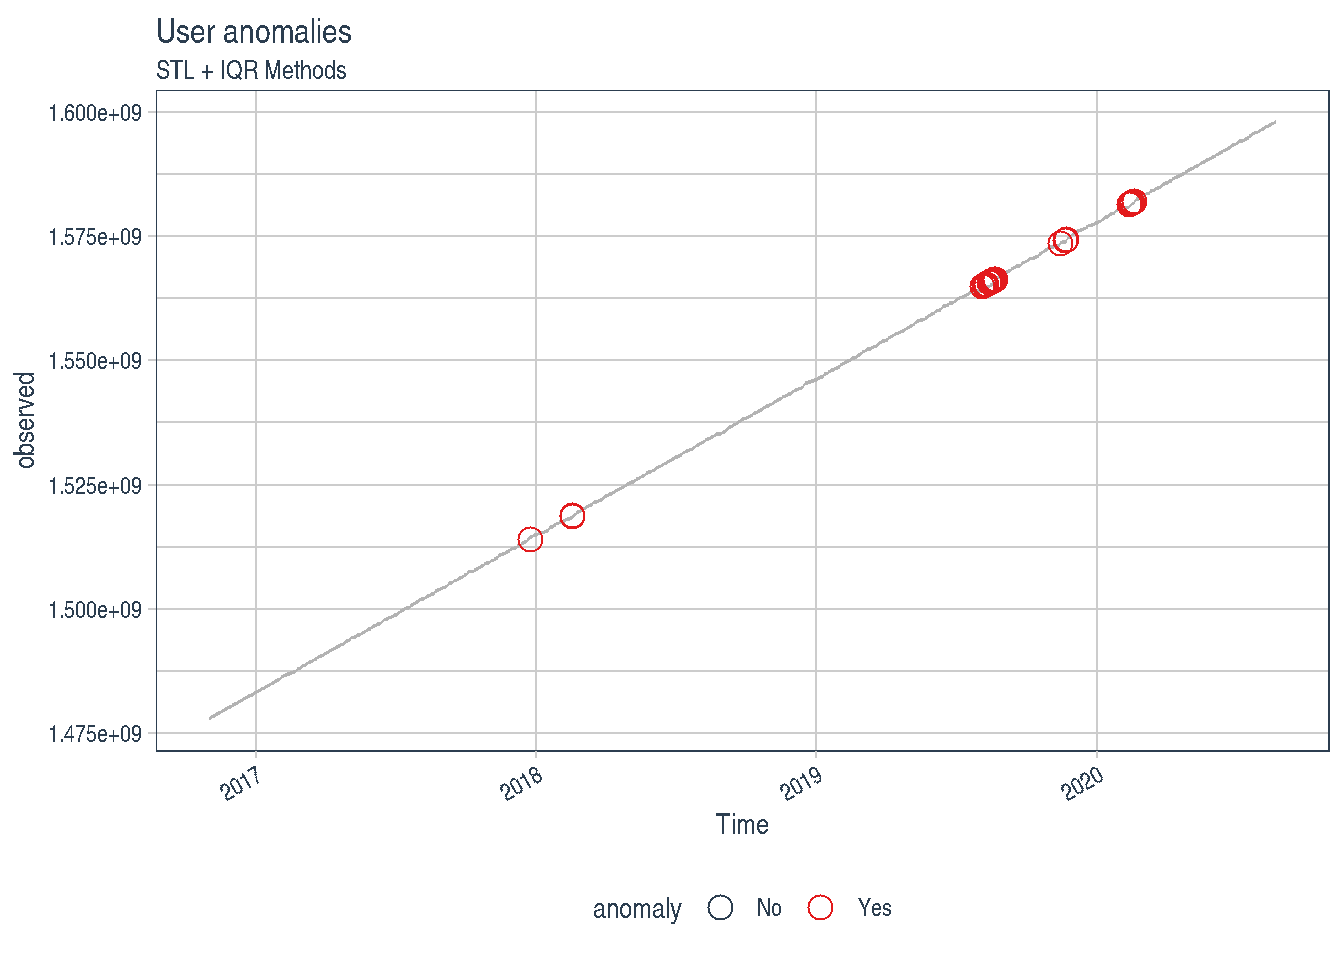 User anomalies
STL + IQR Methods
1.600e+09
1.575e+09
1.550e+09
1.525e+09
1.500e+09
1.475e+09
observed
2017 2018 2019 2020
Time
anomaly No Yes